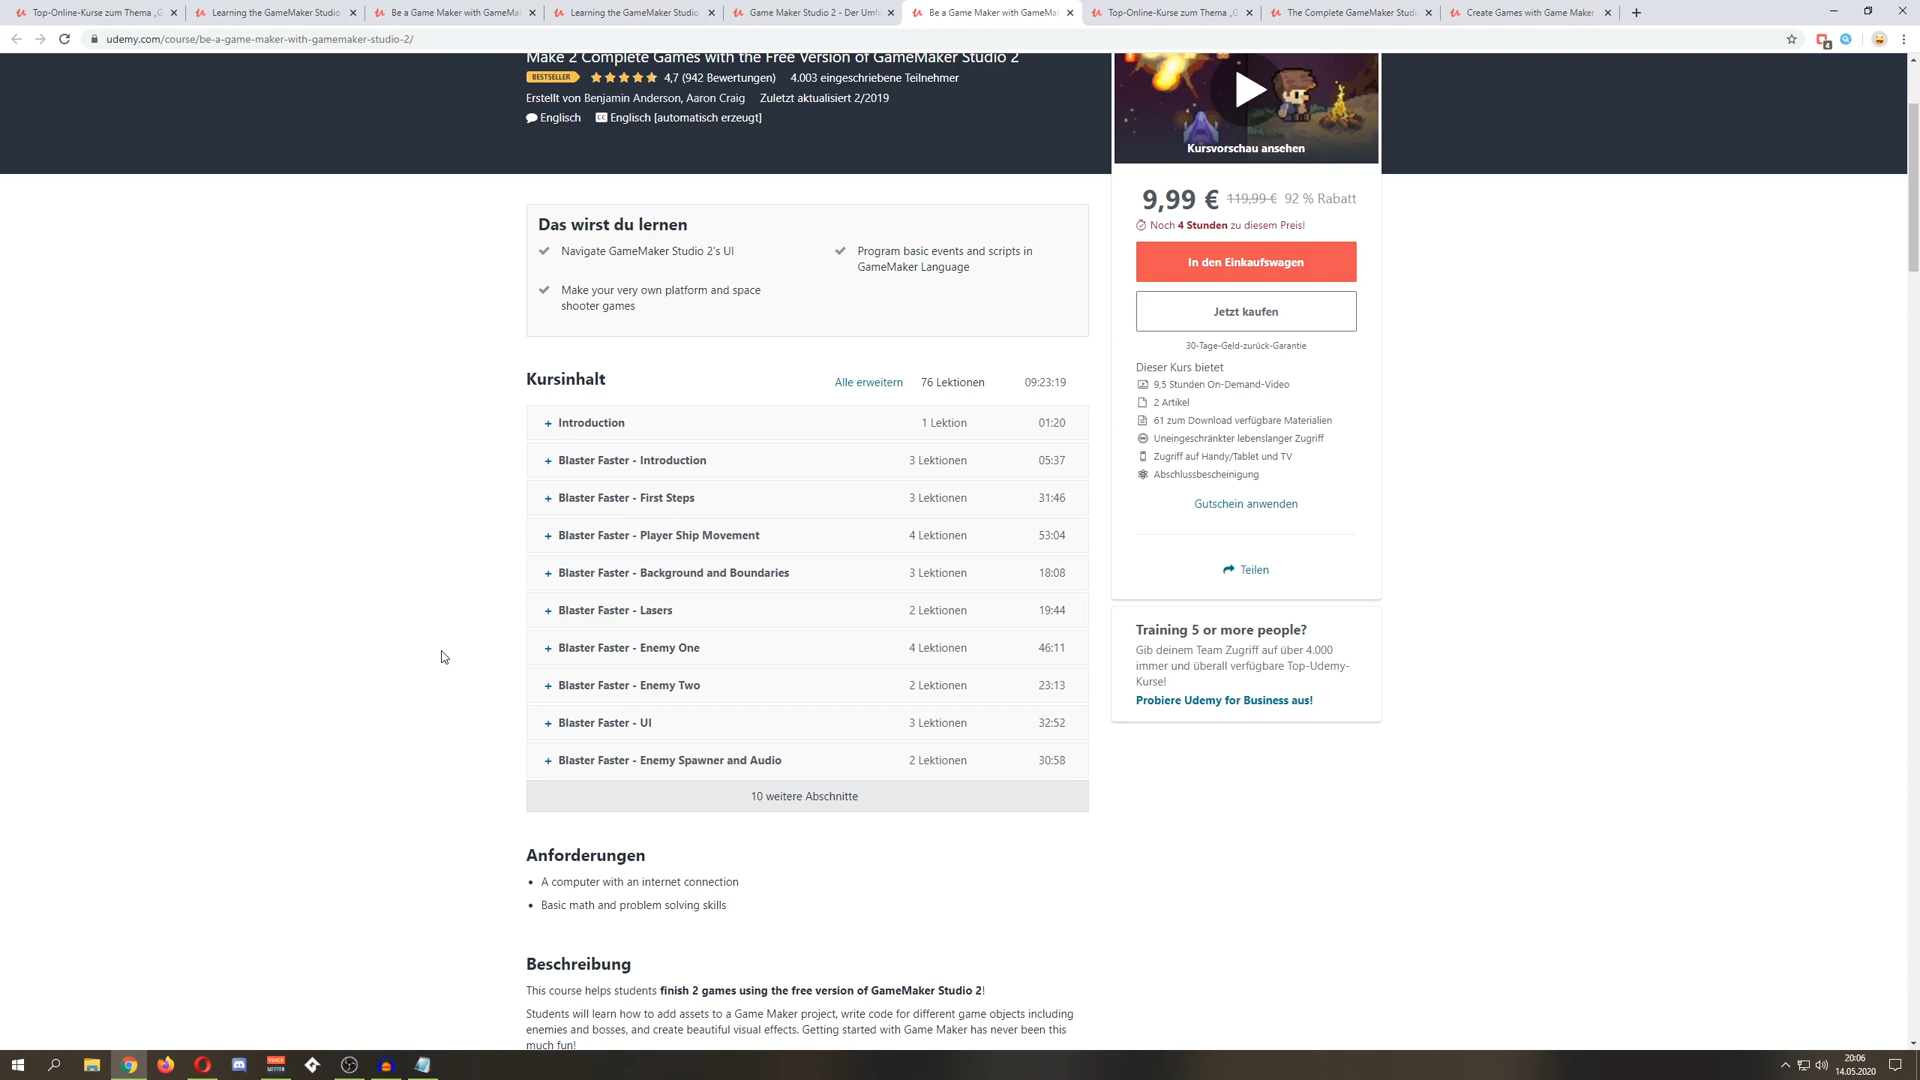 Top-Online-Kurse zum Thema „G
Learning the GameMaker Studio
Be a Game Maker with GameMa
Learning the GameMaker Studio
Game Maker Studio 2 - Der Umfa
Be a Game Maker with GameMa
Top-Online-Kurse zum Thema „G
The Complete GameMaker Studi
Create Games with Game Maker
udemy.com/course/be-a-game-maker-with-gamemaker-studio-2/
Make 2 Complete Games with the Free Version of GameMaker Studio 2
BESTSELLER 4,7 (942 Bewertungen) 4.003 eingeschriebene Teilnehmer
Erstellt von Benjamin Anderson, Aaron Craig Zuletzt aktualisiert 2/2019
Englisch Englisch [automatisch erzeugt]
Kursvorschau ansehen
9,99 € 119,99 € 92 % Rabatt
Noch 4 Stunden zu diesem Preis!
In den Einkaufswagen
Jetzt kaufen
30-Tage-Geld-zurück-Garantie
Dieser Kurs bietet
9,5 Stunden On-Demand-Video
2 Artikel
61 zum Download verfügbare Materialien
Uneingeschränkter lebenslanger Zugriff
Zugriff auf Handy/Tablet und TV
Abschlussbescheinigung
Gutschein anwenden
Teilen
Training 5 or more people?
Gib deinem Team Zugriff auf über 4.000
immer und überall verfügbare Top-Udemy-
Kurse!
Probiere Udemy for Business aus!
Das wirst du lernen
Navigate GameMaker Studio 2's UI
Make your very own platform and space
shooter games
Program basic events and scripts in
GameMaker Language
Kursinhalt Alle erweitern 76 Lektionen 09:23:19
+ Introduction 1 Lektion 01:20
+ Blaster Faster - Introduction 3 Lektionen 05:37
+ Blaster Faster - First Steps 3 Lektionen 31:46
+ Blaster Faster - Player Ship Movement 4 Lektionen 53:04
+ Blaster Faster - Background and Boundaries 3 Lektionen 18:08
+ Blaster Faster - Lasers 2 Lektionen 19:44
+ Blaster Faster - Enemy One 4 Lektionen 46:11
+ Blaster Faster - Enemy Two 2 Lektionen 23:13
+ Blaster Faster - UI 3 Lektionen 32:52
+ Blaster Faster - Enemy Spawner and Audio 2 Lektionen 30:58
10 weitere Abschnitte
Anforderungen
• A computer with an internet connection
• Basic math and problem solving skills
Beschreibung
This course helps students finish 2 games using the free version of GameMaker Studio 2!
Students will learn how to add assets to a Game Maker project, write code for different game objects including
enemies and bosses, and create beautiful visual effects. Getting started with Game Maker has never been this
much fun!
20:06
14.05.2020